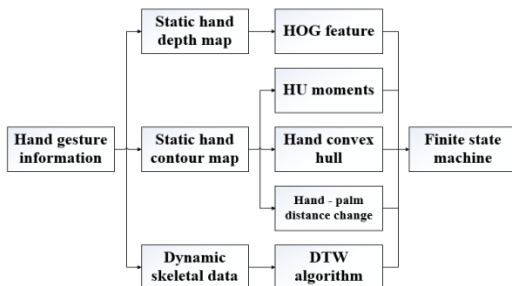 Static hand
depth map
HOG feature
HU moments
Hand gesture
information
Static hand
contour map
Hand convex
hull
Finite state
machine
Hand - palm
distance change
Dynamic
skeletal data
DTW
algorithm